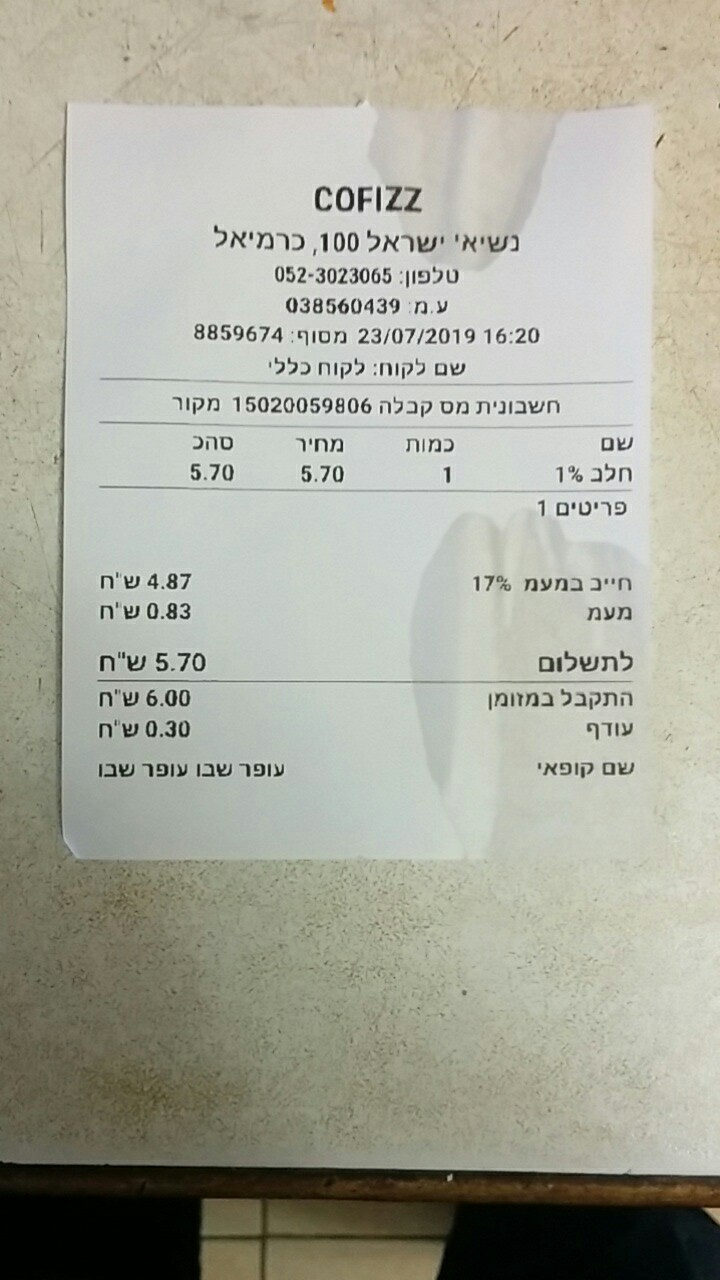 COFIZZ
נשיאי ישראל 100, כרמיאל
טלפון: 052-3023065
ע.מ: 038560439
23/07/2019 16:20 מסוף: 8859674
שם לקוח: לקוח כללי
חשבונית מס קבלה 15020059806 מקור
שם כמות מחיר סהכ
חלב 1% 1 5.70 5.70
פריטים 1
חייב במעמ 17% 4.87 ש"ח
מעמ 0.83 ש"ח
לתשלום 5.70 ש"ח
התקבל במזומן 6.00 ש"ח
עודף 0.30 ש"ח
שם קופאי עופר שבו עופר שבו